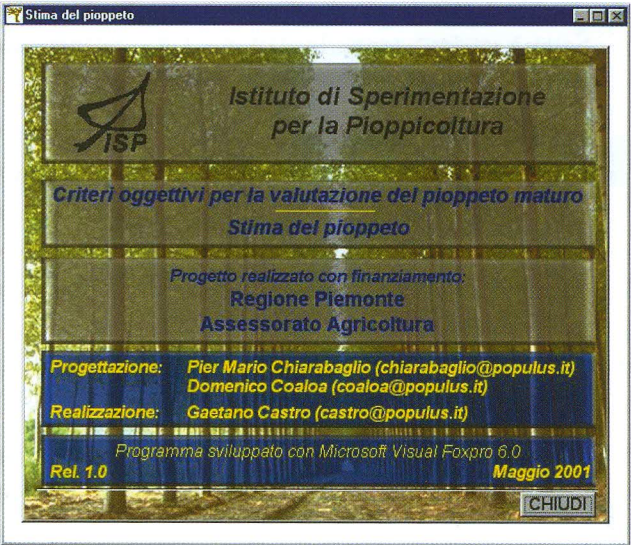 Stima del pioppeto
ISP
Istituto di Sperimentazione
per la Pioppicoltura
Criteri oggettivi per la valutazione del pioppeto maturo
Stima del pioppeto
Progetto realizzato con finanziamento:
Regione Piemonte
Assessorato Agricoltura
Progettazione: Pier Mario Chiarabaglio (chiarabaglio@populus.it)
Domenico Coaloa (coaloa@populus.it)
Realizzazione: Gaetano Castro (castro@populus.it)
Programma sviluppato con Microsoft Visual Foxpro 6.0
Rel. 1.0 Maggio 2001
CHIUDI